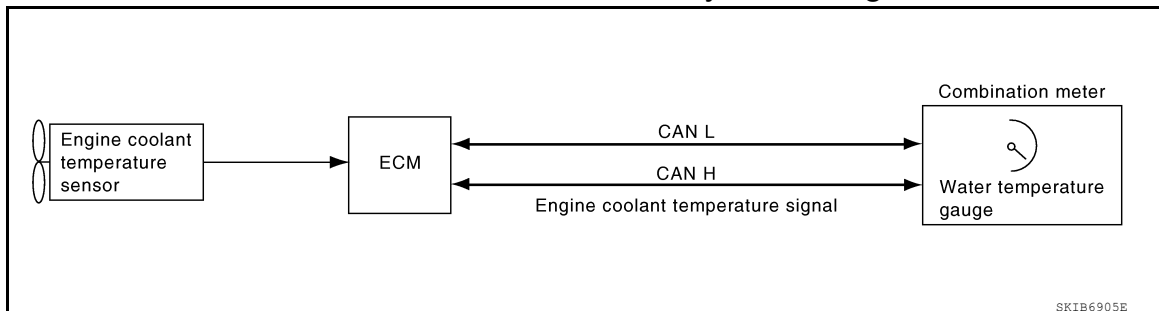 Combination meter
Engine coolant
temperature
sensor
ECM
CAN L
CAN H
Engine coolant temperature signal
Water temperature
gauge
SKIB6905E